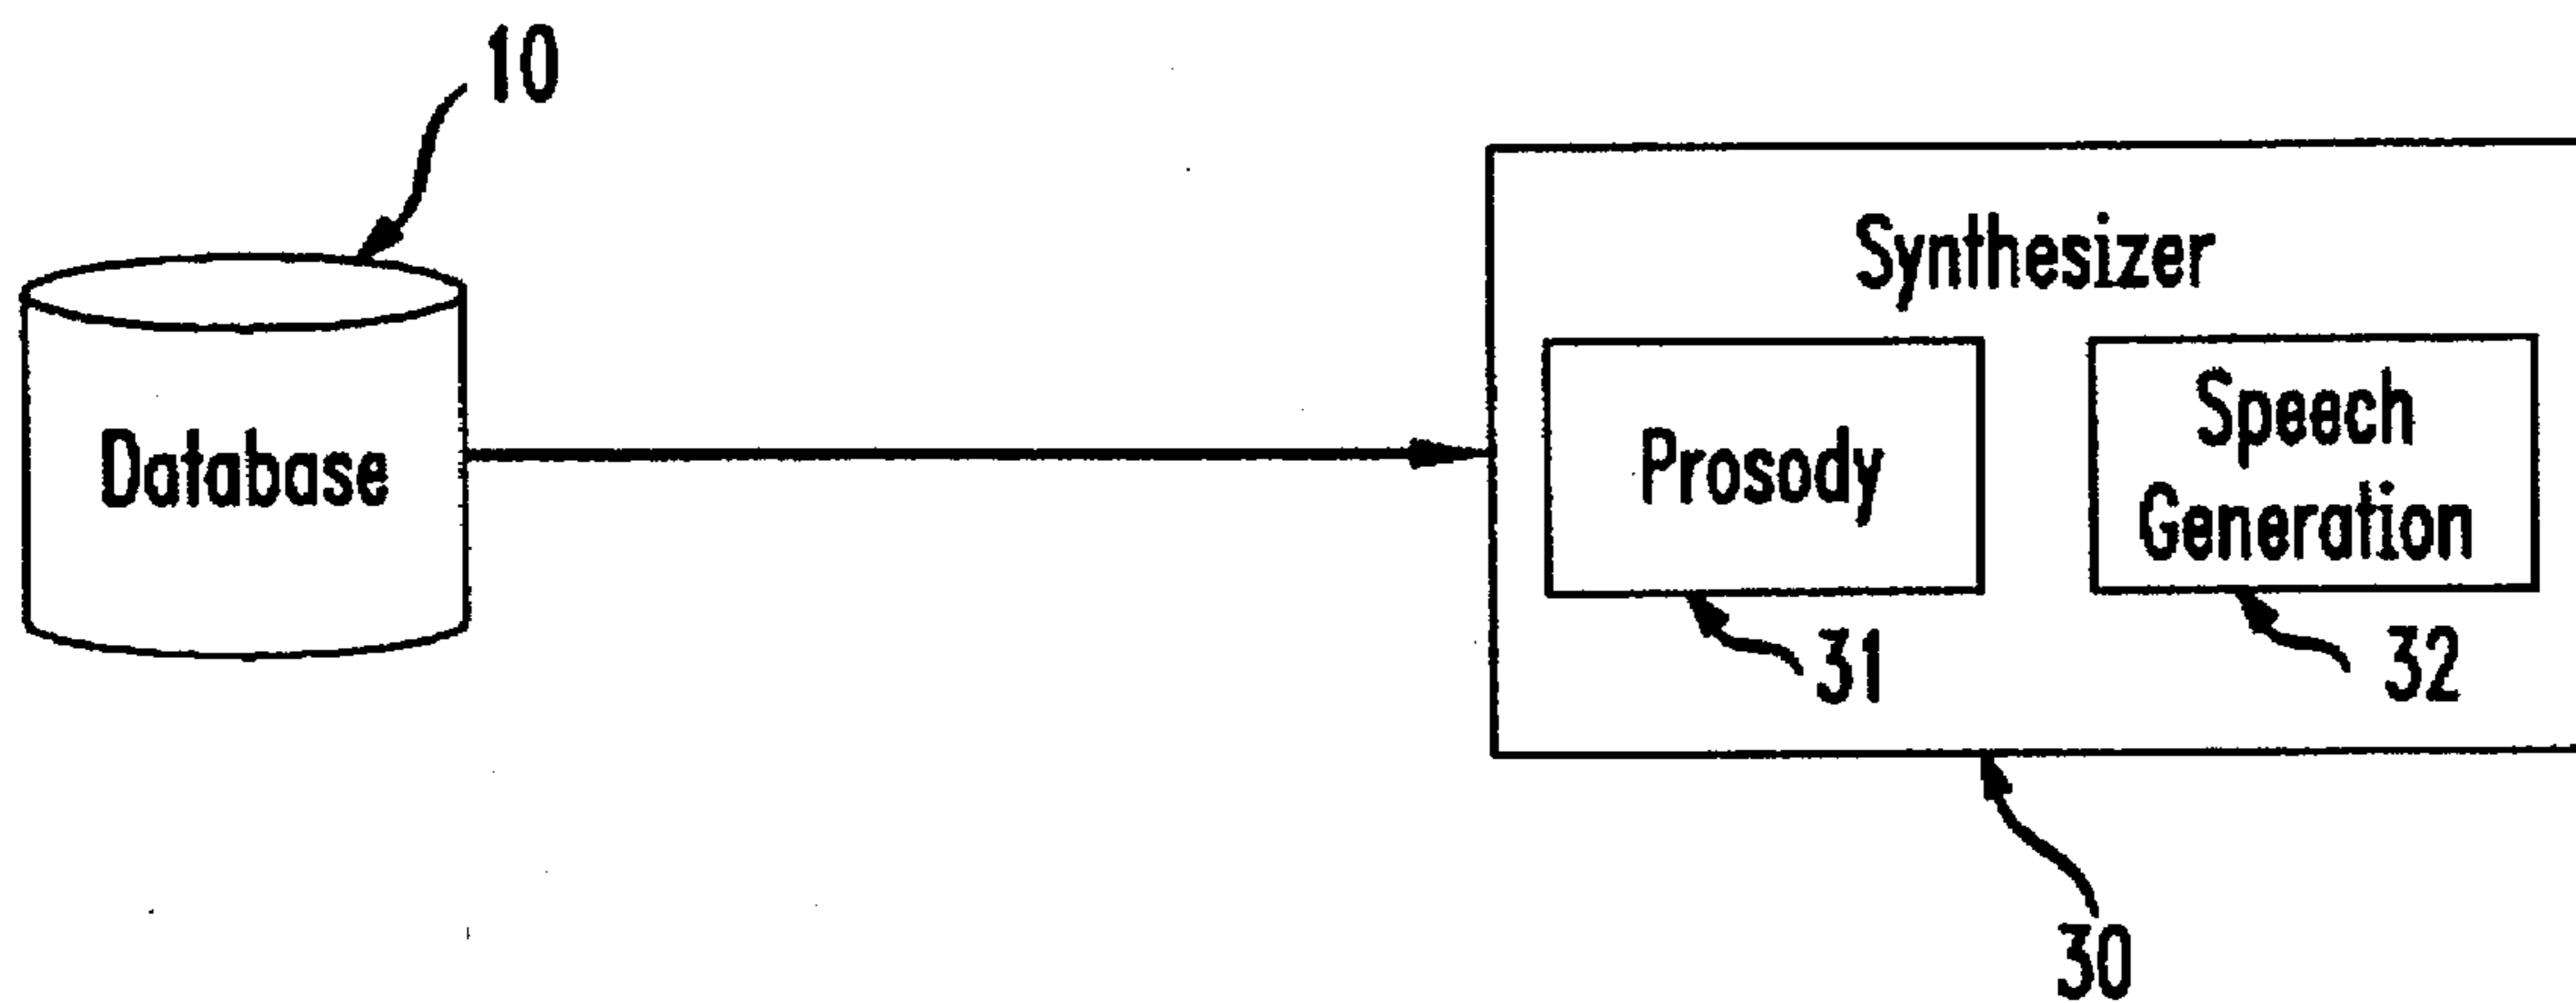 10
Synthesizer
Database
Prosody
Speech
Generation
31
32
30